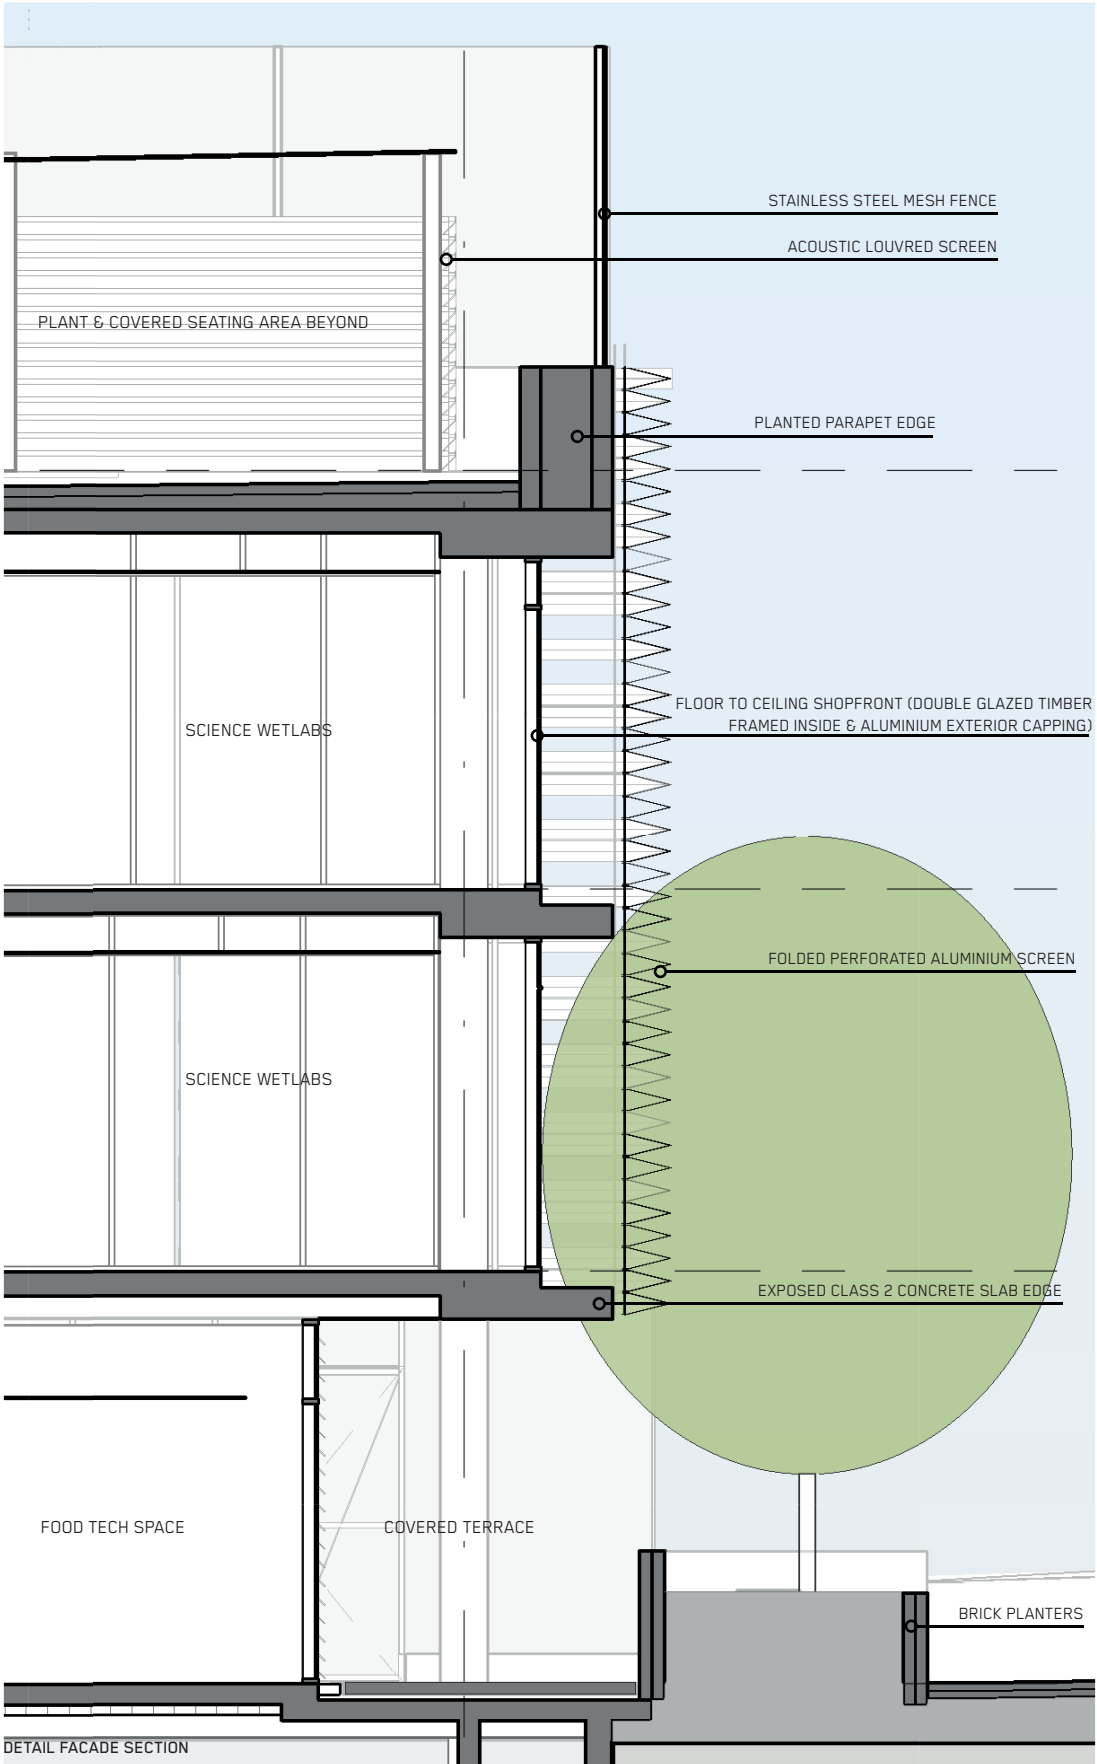 STAINLESS STEEL MESH FENCE
ACOUSTIC LOUVRED SCREEN
PLANT & COVERED SEATING AREA BEYOND
PLANTED PARAPET EDGE
FLOOR TO CEILING SHOPFRONT (DOUBLE GLAZED TIMBER
FRAMED INSIDE & ALUMINIUM EXTERIOR CAPPING)
SCIENCE WETLABS
FOLDED PERFORATED ALUMINIUM SCREEN
SCIENCE WETLABS
EXPOSED CLASS 2 CONCRETE SLAB EDGE
FOOD TECH SPACE
COVERED TERRACE
BRICK PLANTERS
DETAIL FACADE SECTION